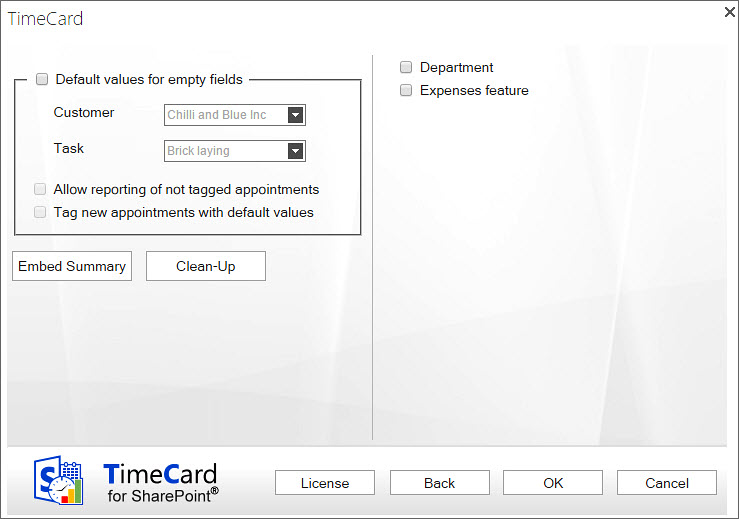 TimeCard
Default values for empty fields
Customer
Chilli and Blue Inc
Task
Brick laying
Allow reporting of not tagged appointments
Tag new appointments with default values
Embed Summary
Clean-Up
Department
Expenses feature
S
TimeCard
for SharePoint®
License
Back
OK
Cancel